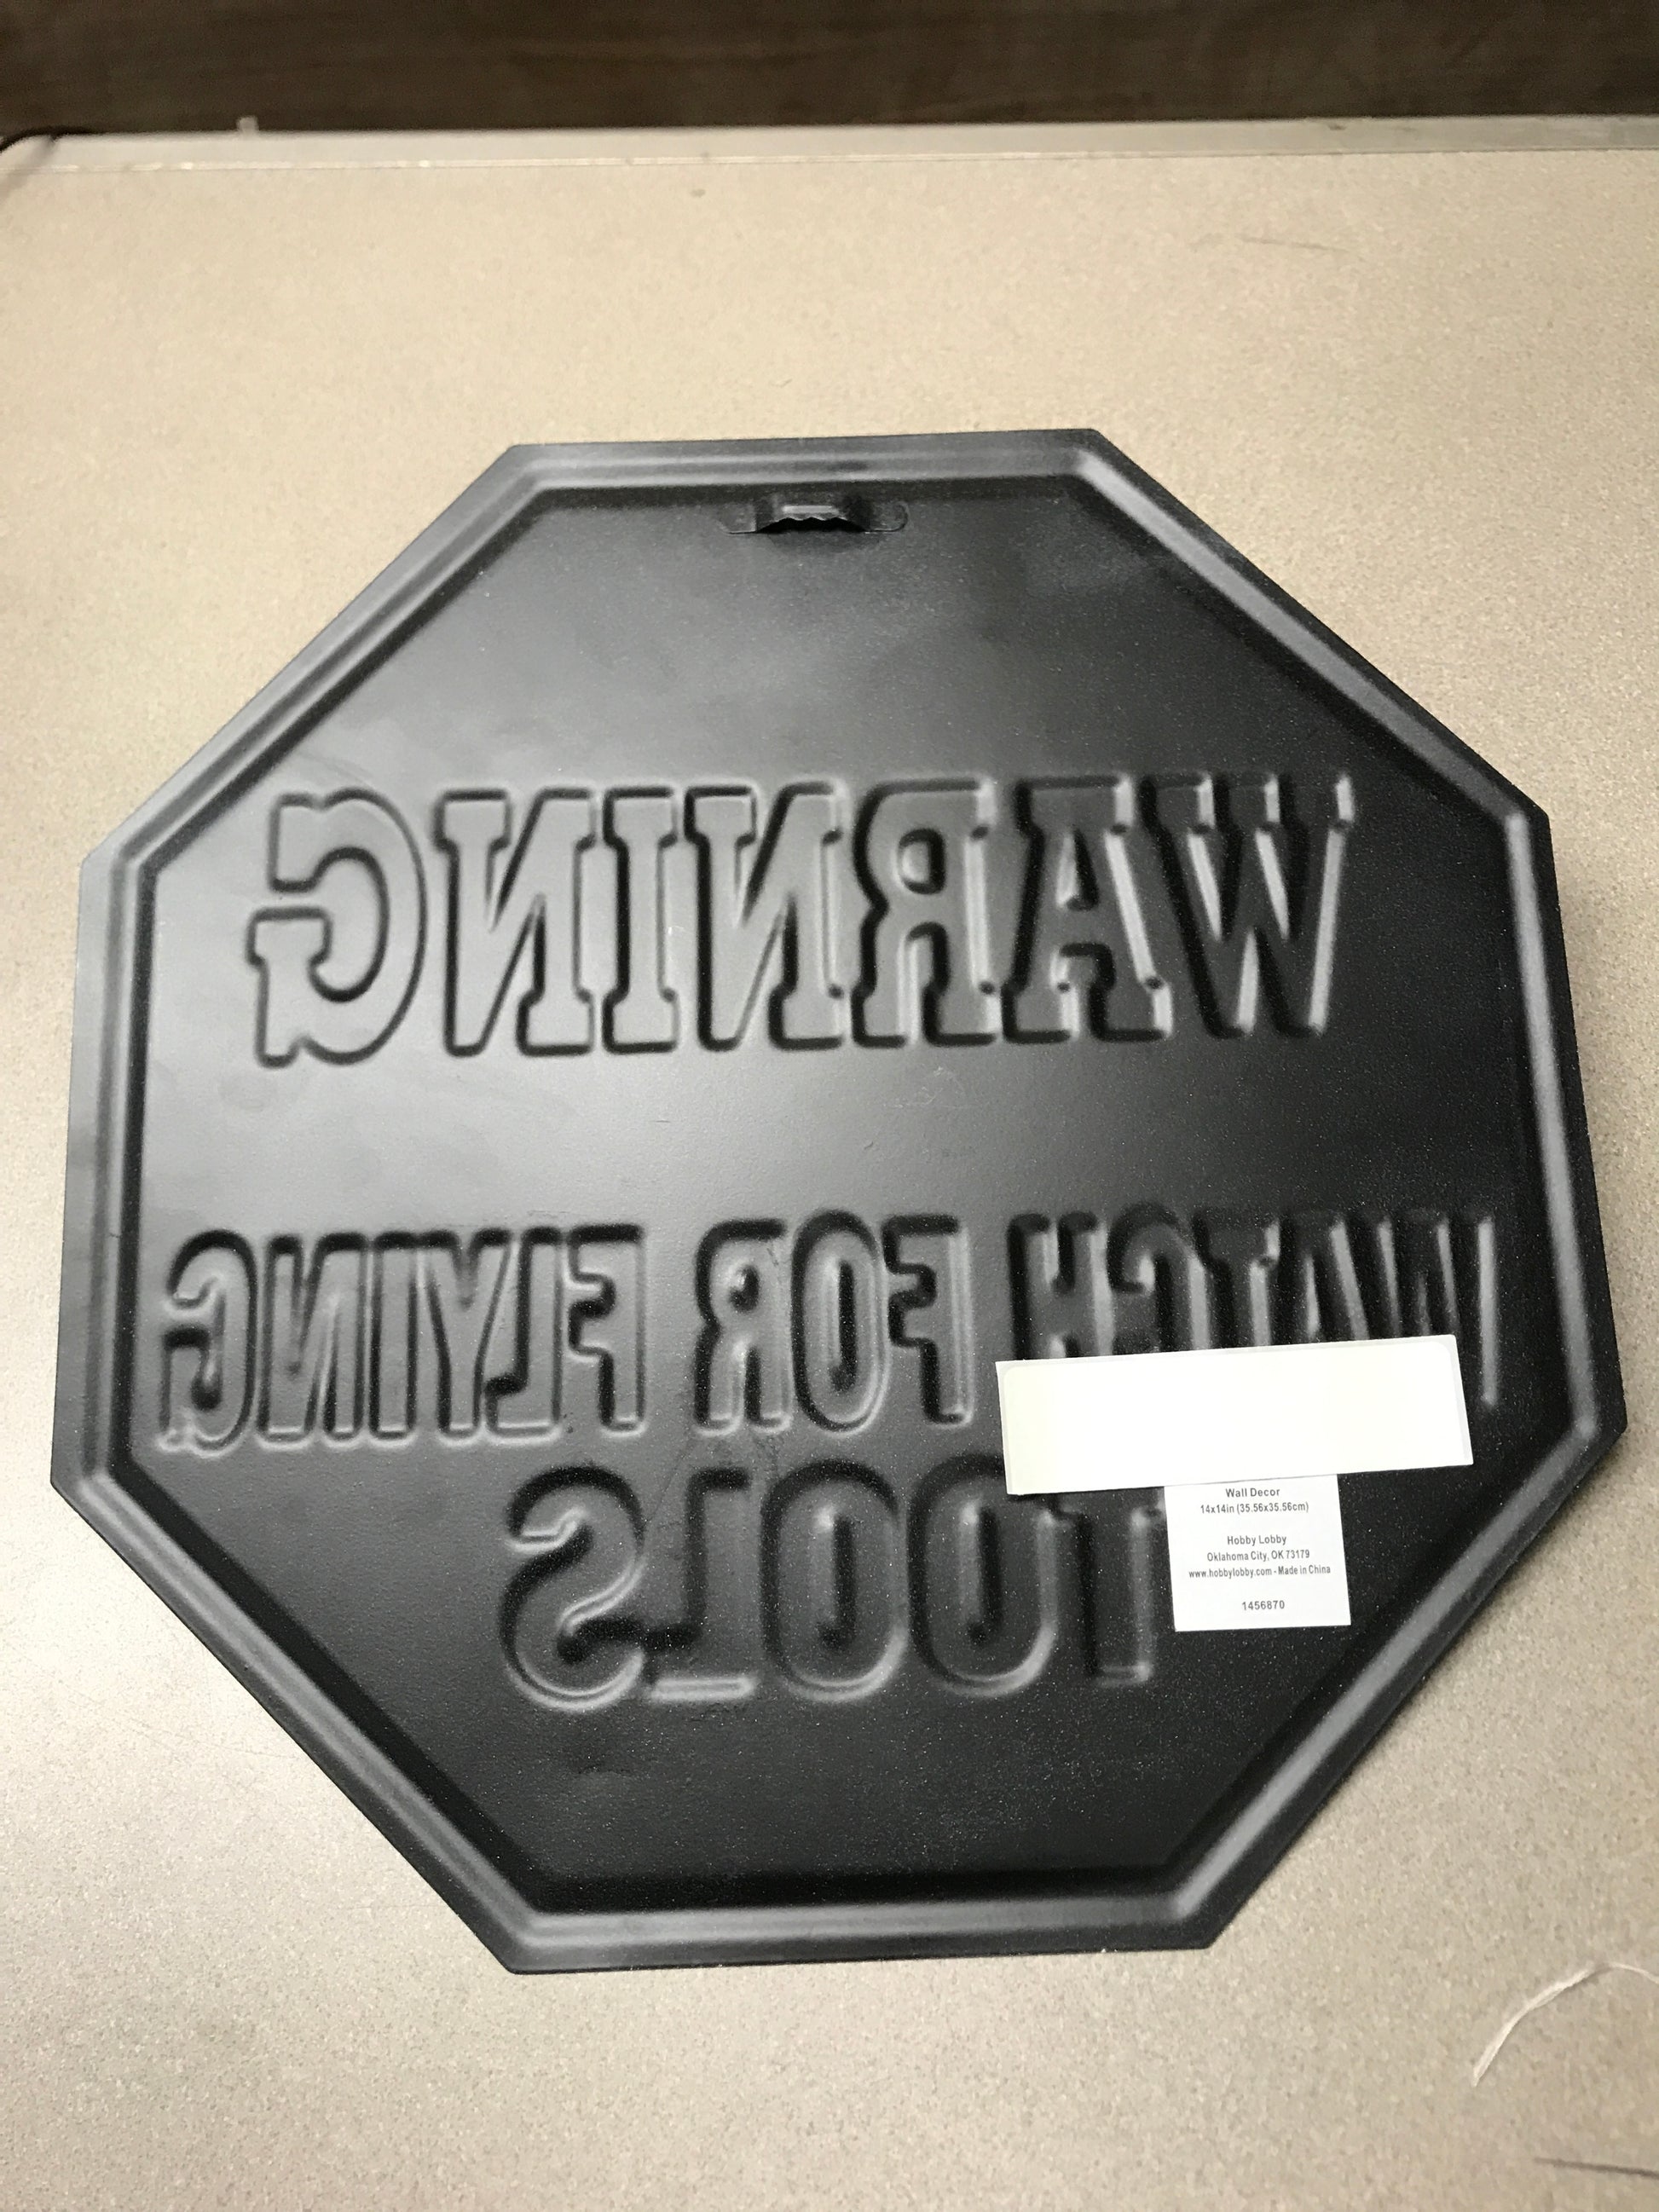 WARNING
WATCH FOR FLYING
TOOLS
Wall Decor
14x14in (35.56x35.56cm)
Hobby Lobby
Oklahoma City, OK 73179
www.hobbylobby.com - Made in China
1456870